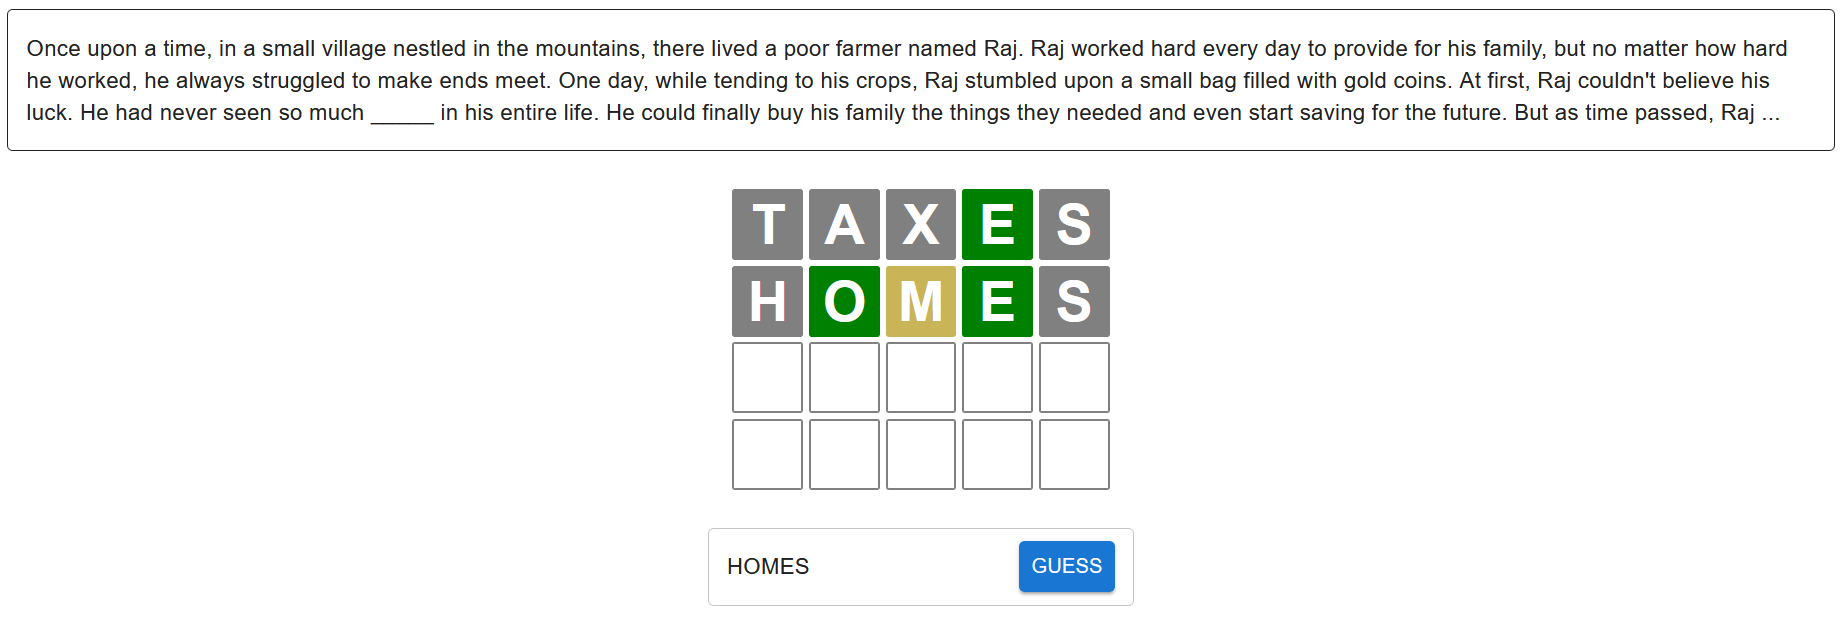 Once upon a time, in a small village nestled in the mountains, there lived a poor farmer named Raj. Raj worked hard every day to provide for his family, but no matter how hard
he worked, he always struggled to make ends meet. One day, while tending to his crops, Raj stumbled upon a small bag filled with gold coins. At first, Raj couldn't believe his
luck. He had never seen so much _____ in his entire life. He could finally buy his family the things they needed and even start saving for the future. But as time passed, Raj ...
T A X E S
H O M E S
HOMES GUESS